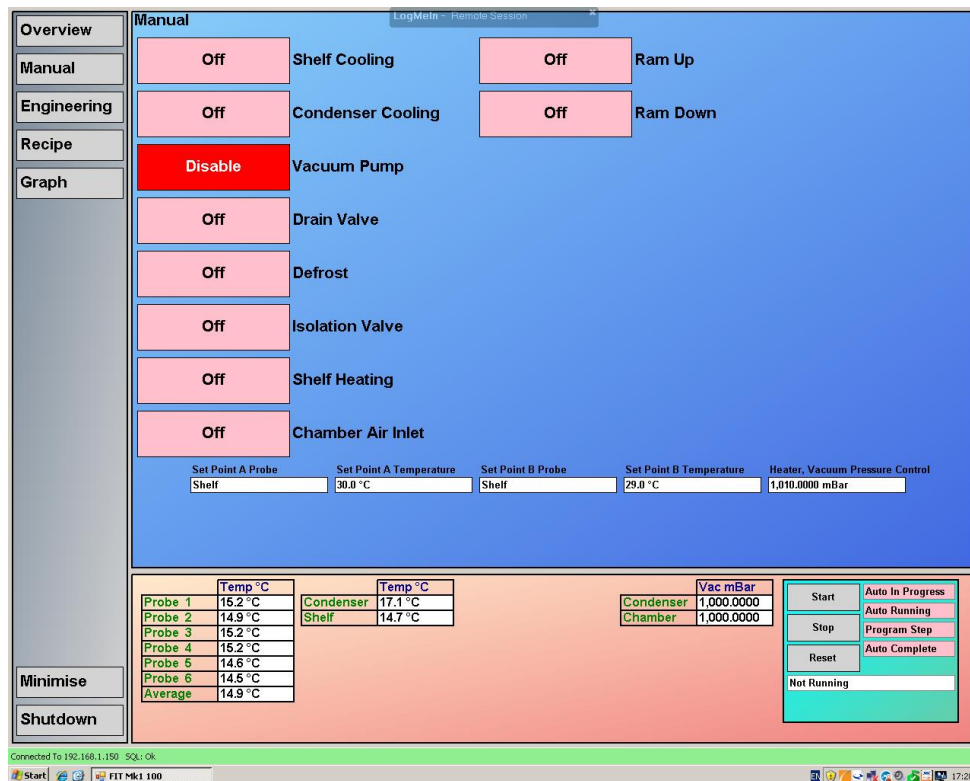 LogMeIn - Remote Session
Overview
Manual
Engineering
Recipe
Graph
Minimise
Shutdown
Manual
Off Shelf Cooling Off Ram Up
Off Condenser Cooling Off Ram Down
Disable Vacuum Pump
Off Drain Valve
Off Defrost
Off Isolation Valve
Off Shelf Heating
Off Chamber Air Inlet
Set Point A Probe Set Point A Temperature Set Point B Probe Set Point B Temperature Heater, Vacuum Pressure Control
Shelf 30.0 °C Shelf 29.0 °C 1,010.0000 mBar
Temp °C
Probe 1 15.2 °C
Probe 2 14.9 °C
Probe 3 15.2 °C
Probe 4 15.2 °C
Probe 5 14.6 °C
Probe 6 14.5 °C
Average 14.9 °C
Temp °C
Condenser 17.1 °C
Shelf 14.7 °C
Vac mBar
Condenser 1,000.0000
Chamber 1,000.0000
Start
Stop
Reset
Auto In Progress
Auto Running
Program Step
Auto Complete
Not Running
Connected To 192.168.1.150 SQL: Ok
Start FIT Mk1 100 EN